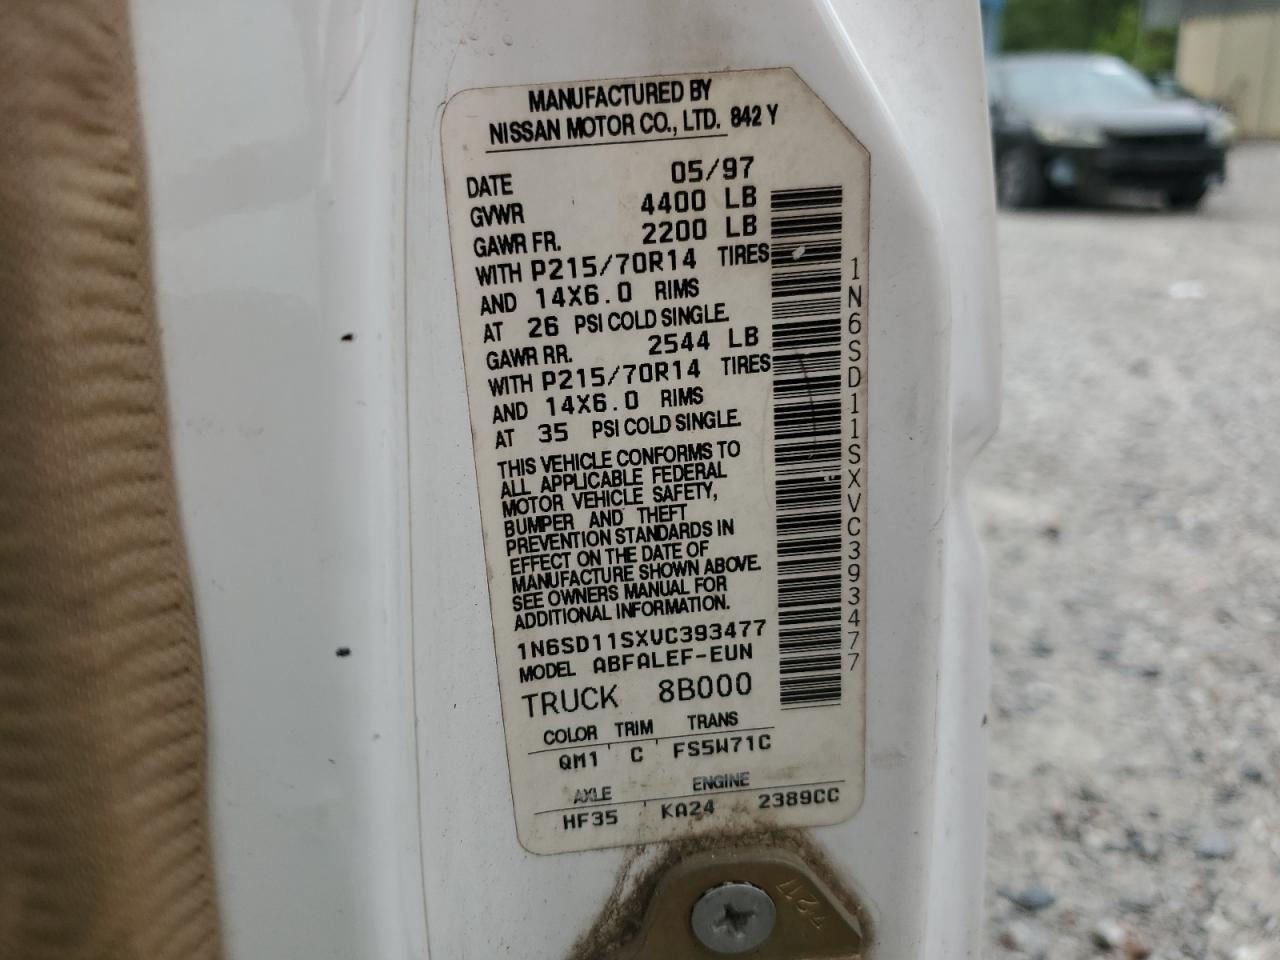 MANUFACTURED BY
NISSAN MOTOR CO., LTD. 842 Y
DATE 05/97
GVWR 4400 LB
GAWR FR. 2200 LB
WITH P215/70R14 TIRES
AND 14X6.0 RIMS
AT 26 PSI COLD SINGLE.
GAWR RR. 2544 LB
WITH P215/70R14 TIRES
AND 14X6.0 RIMS
AT 35 PSI COLD SINGLE.
THIS VEHICLE CONFORMS TO
ALL APPLICABLE FEDERAL
MOTOR VEHICLE SAFETY,
BUMPER AND THEFT
PREVENTION STANDARDS IN
EFFECT ON THE DATE OF
MANUFACTURE SHOWN ABOVE.
SEE OWNERS MANUAL FOR
ADDITIONAL INFORMATION.
1N6SD11SXVC393477
MODEL ABFALEF-EUN
TRUCK 8B000
COLOR TRIM TRANS
QM1 C FS5W71C
AXLE ENGINE
HF35 KA24 2389CC
1N6SD11SXVC393477